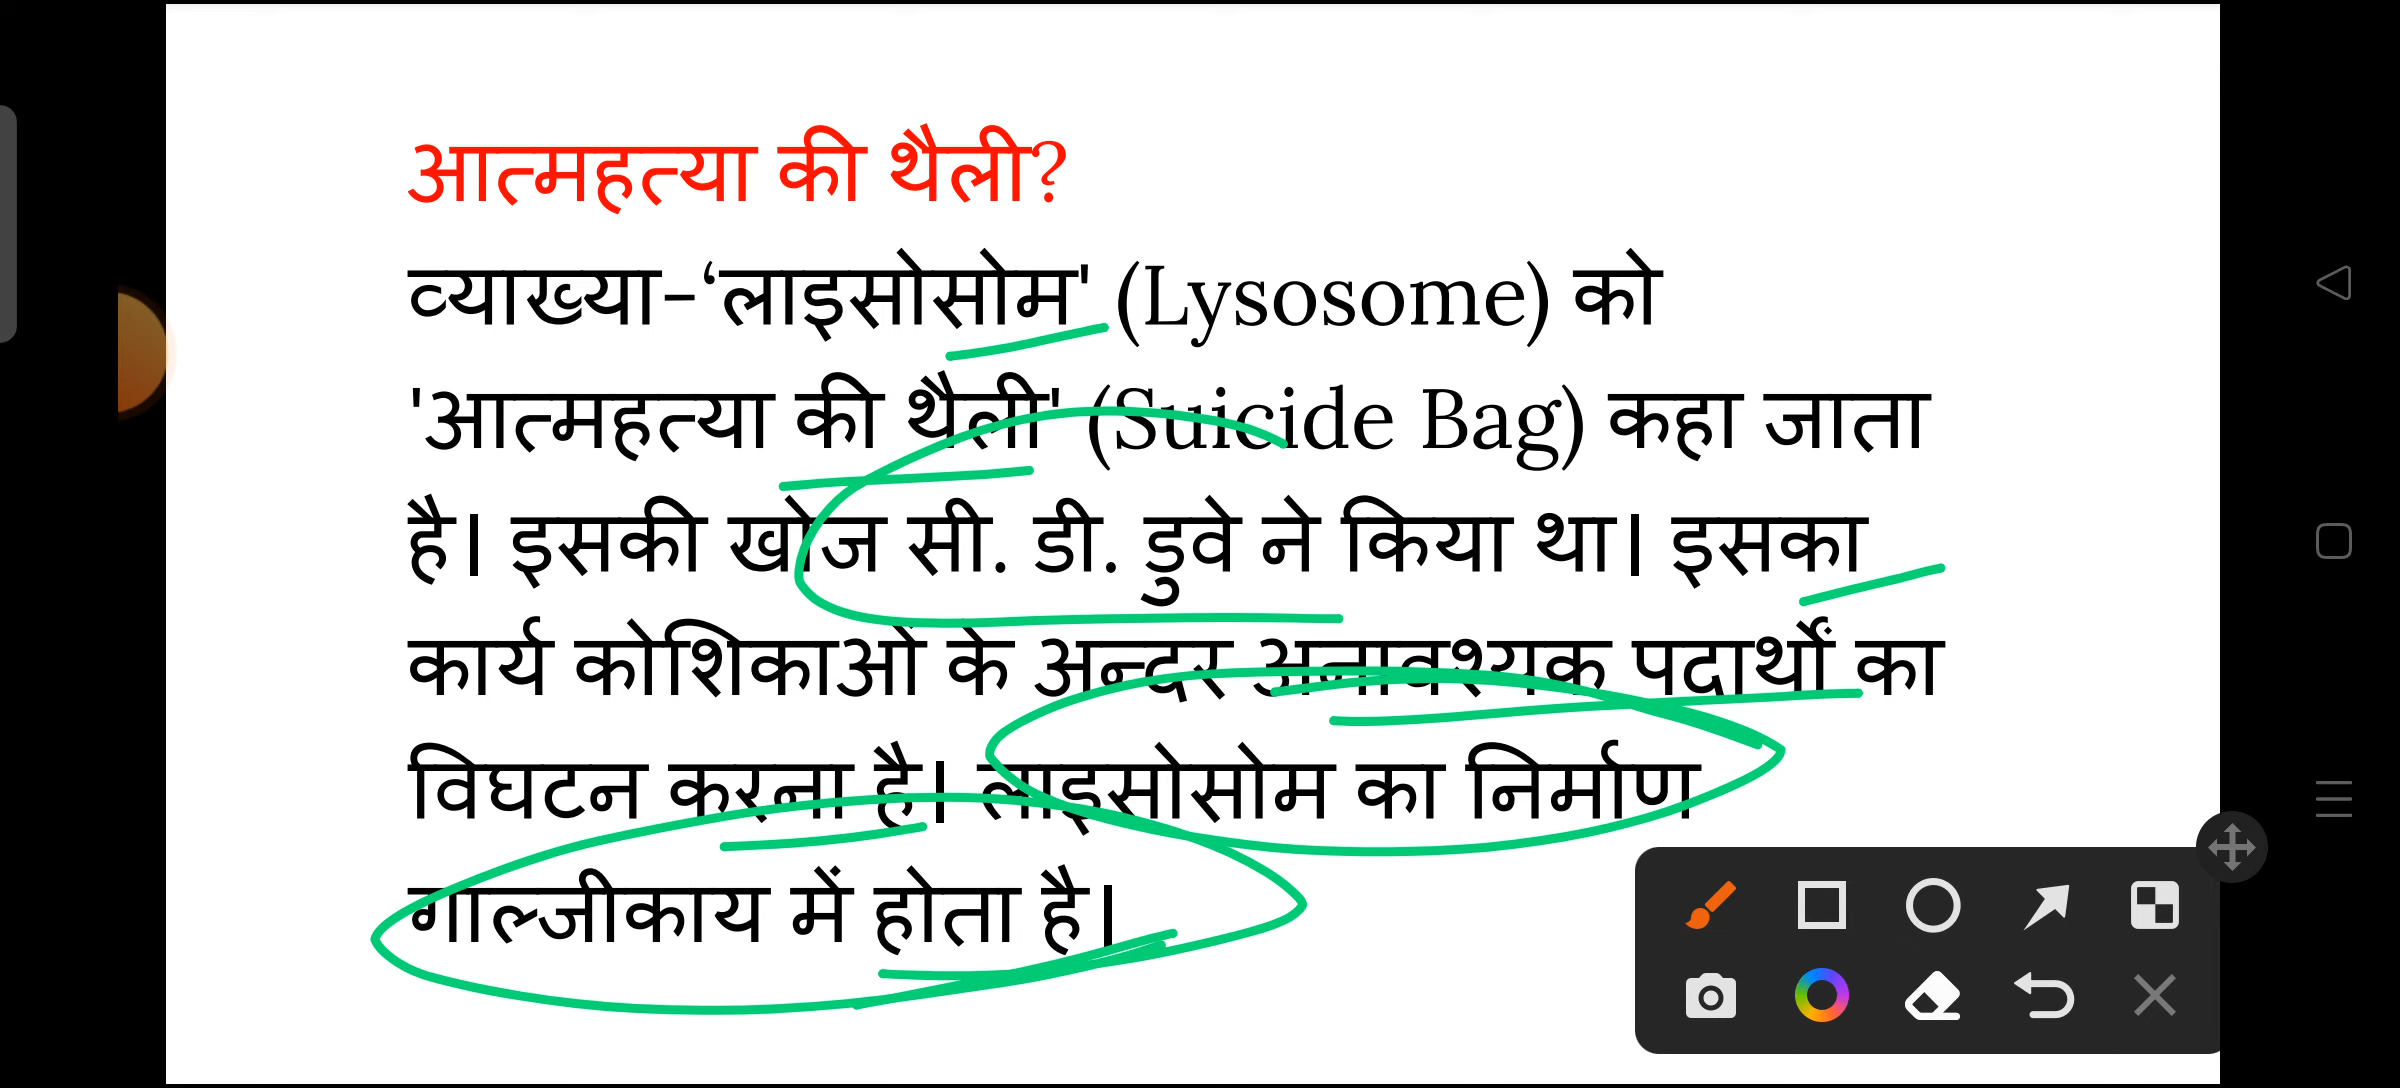 आत्महत्या की थैली?
व्याख्या-‘लाइसोसोम' (Lysosome) को
'आत्महत्या की थैली' (Suicide Bag) कहा जाता
है। इसकी खोज सी. डी. डुवे ने किया था। इसका
कार्य कोशिकाओं के अन्दर अनावश्यक पदार्थों का
विघटन करना है। लाइसोसोम का निर्माण
गाल्जीकाय में होता है।